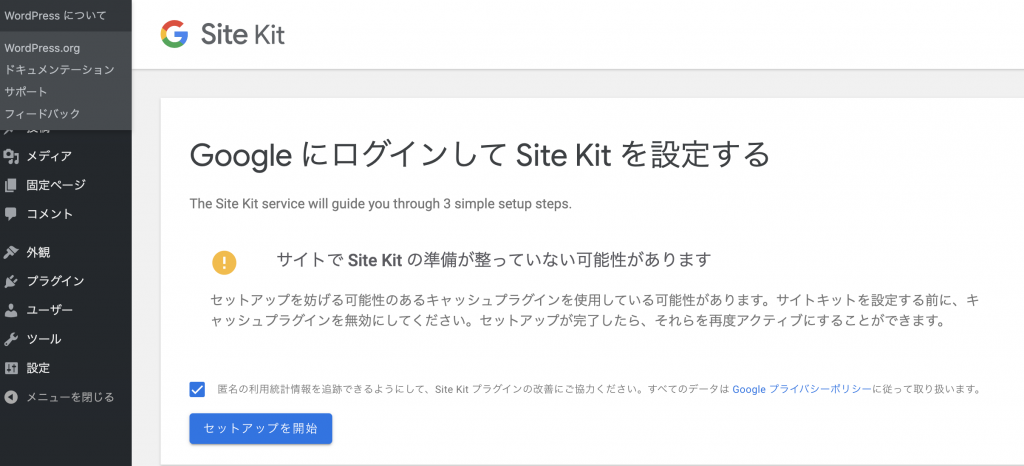 WordPress について
WordPress.org
ドキュメンテーション
サポート
フィードバック
メディア
固定ページ
コメント
外観
プラグイン
ユーザー
ツール
設定
メニューを閉じる
Site Kit
Google にログインして Site Kit を設定する
The Site Kit service will guide you through 3 simple setup steps.
サイトで Site Kit の準備が整っていない可能性があります
セットアップを妨げる可能性のあるキャッシュプラグインを使用している可能性があります。サイトキットを設定する前に、キ
ャッシュプラグインを無効にしてください。セットアップが完了したら、それらを再度アクティブにすることができます。
匿名の利用統計情報を追跡できるようにして、Site Kit プラグインの改善にご協力ください。すべてのデータは Google プライバシーポリシーに従って取り扱います。
セットアップを開始